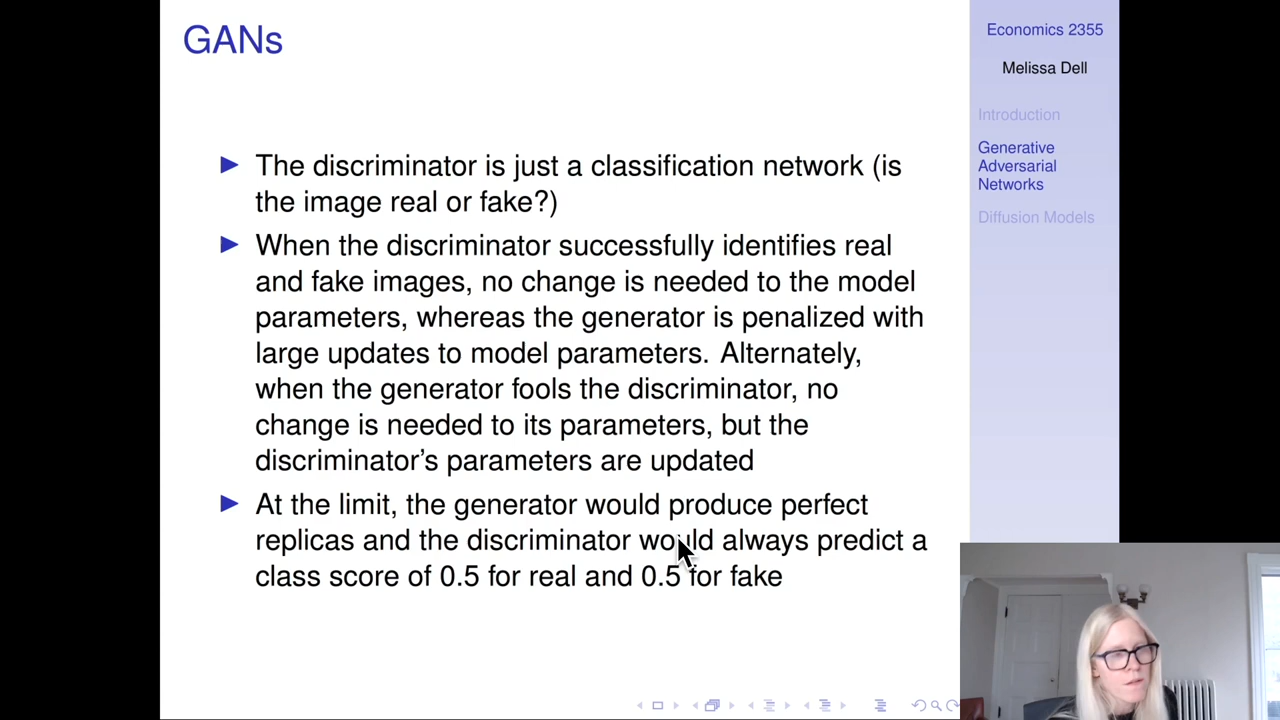 GANs
The discriminator is just a classification network (is
the image real or fake?)
When the discriminator successfully identifies real
and fake images, no change is needed to the model
parameters, whereas the generator is penalized with
large updates to model parameters. Alternately,
when the generator fools the discriminator, no
change is needed to its parameters, but the
discriminator's parameters are updated
At the limit, the generator would produce perfect
replicas and the discriminator would always predict a
class score of 0.5 for real and 0.5 for fake
Economics 2355
Melissa Dell
Introduction
Generative
Adversarial
Networks
Diffusion Models